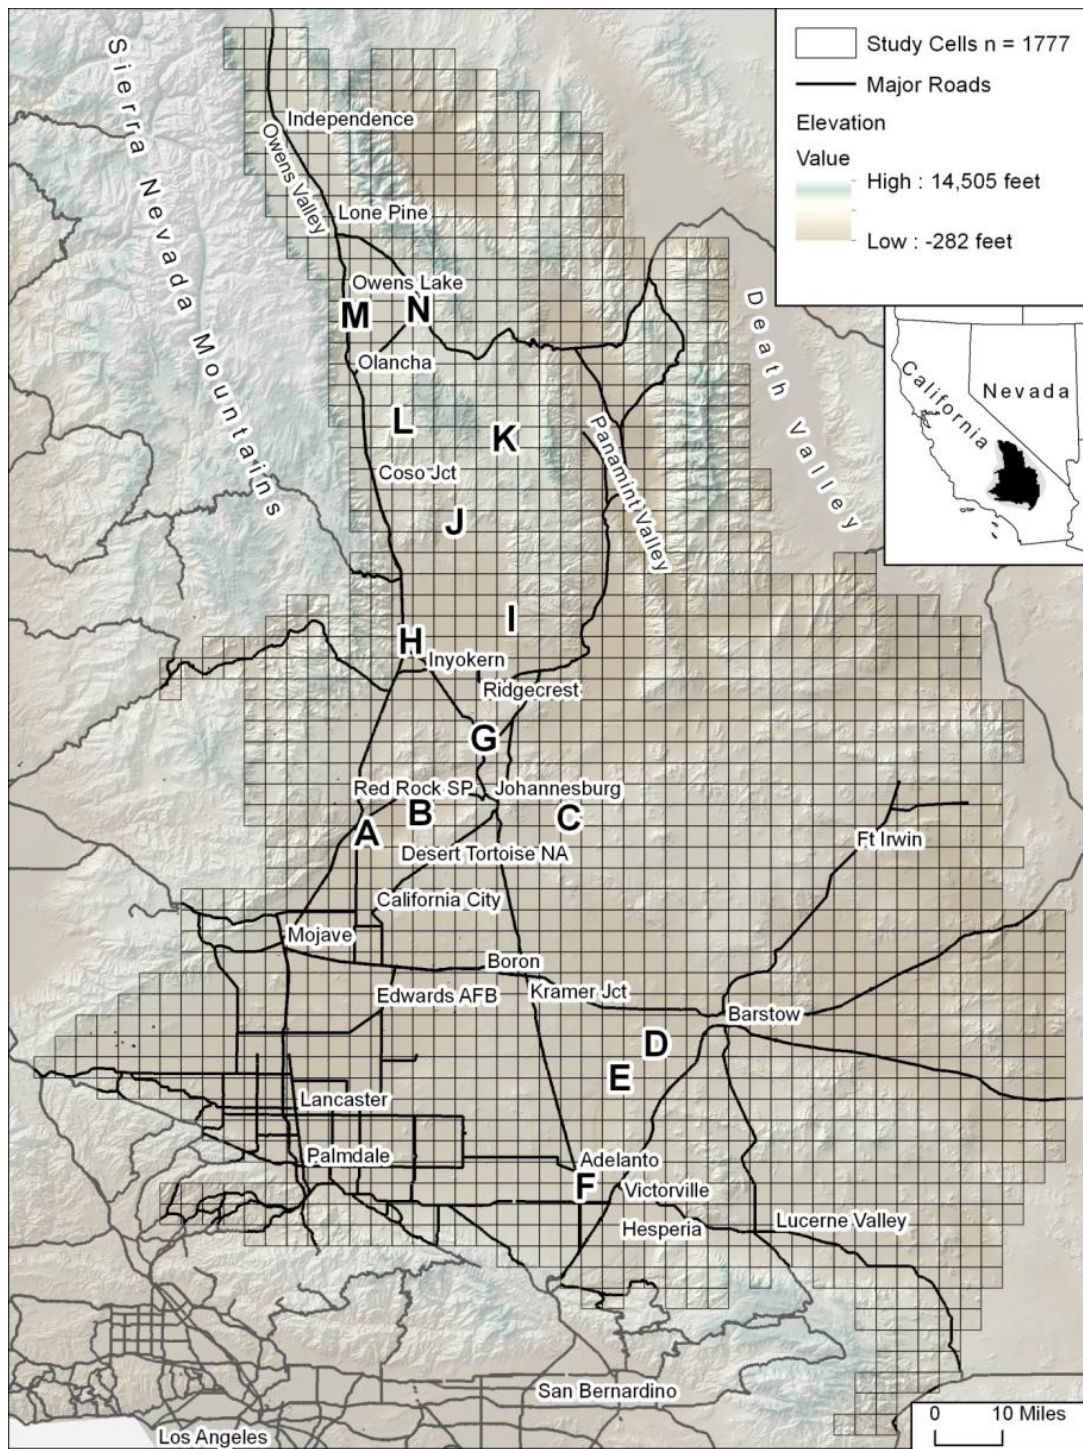 Study Cells n = 1777
Major Roads
Elevation
Value
High : 14,505 feet
Low : -282 feet
Sierra Nevada Mountains
Independence
Owens Valley
Lone Pine
Owens Lake
M
N
Death Valley
California
Nevada
Olancha
L
K
Panamint Valley
Coso Jct
J
I
H
Inyokern
Ridgecrest
G
Red Rock SP
Johannesburg
B
C
A
Ft Irwin
Desert Tortoise NA
California City
Mojave
Boron
Edwards AFB
Kramer Jct
Barstow
D
E
Lancaster
Palmdale
Adelanto
F
Victorville
Hesperia
Lucerne Valley
San Bernardino
Los Angeles
0 10 Miles